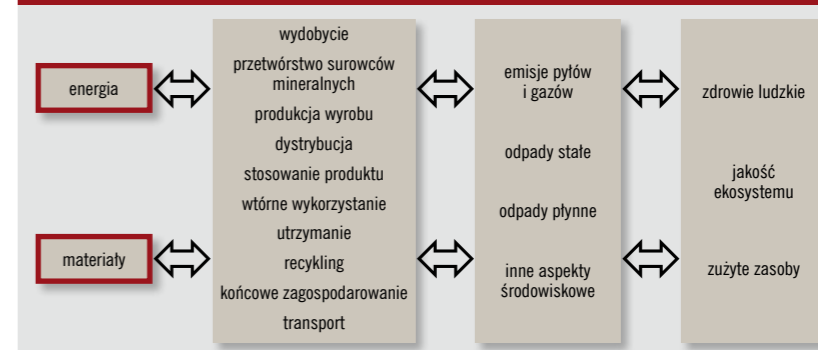 energia
materiały
wydobycie
przetwórstwo surowców
mineralnych
produkcja wyrobu
dystrybucja
stosowanie produktu
wtórne wykorzystanie
utrzymanie
recykling
końcowe zagospodarowanie
transport
emisje pyłów
i gazów
odpady stałe
odpady płynne
inne aspekty
środowiskowe
zdrowie ludzkie
jakość
ekosystemu
zużyte zasoby